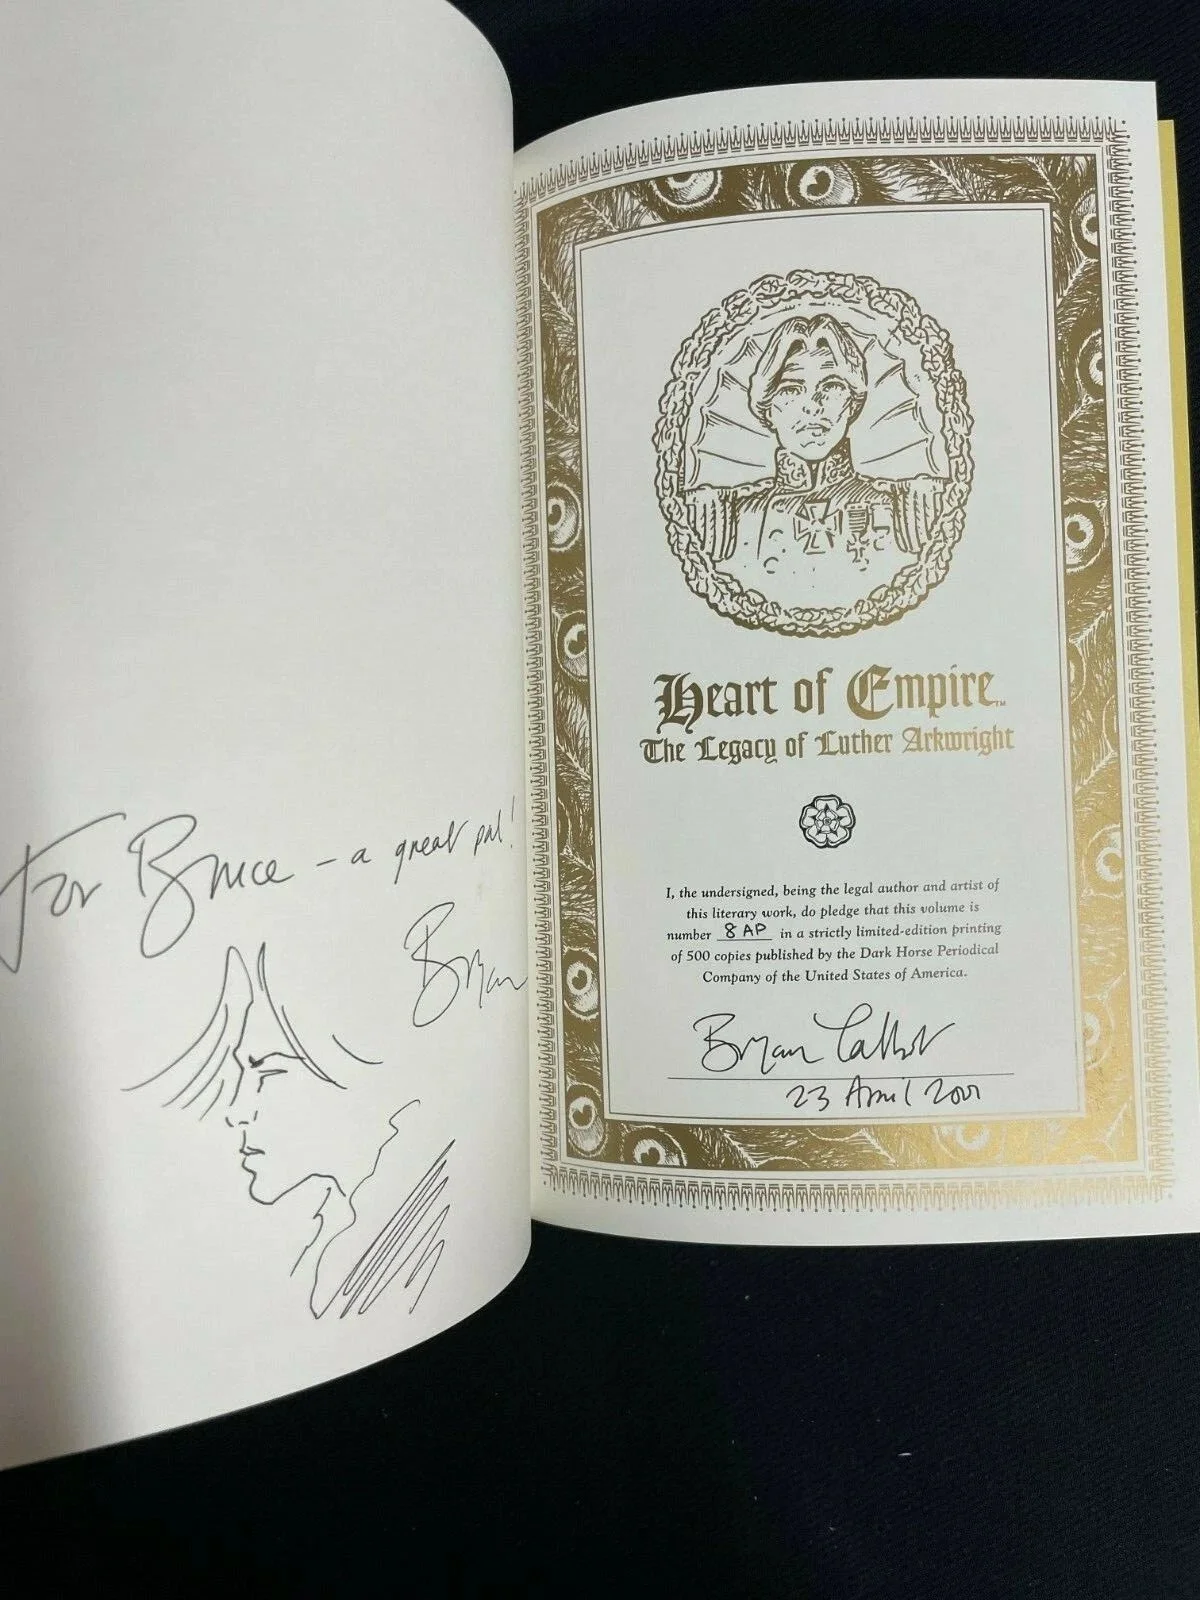 For Bruce – a great pal!
Bryan
Heart of Empire™
The Legacy of Luther Arkwright
I, the undersigned, being the legal author and artist of
this literary work, do pledge that this volume is
number 8 AP in a strictly limited-edition printing
of 500 copies published by the Dark Horse Periodical
Company of the United States of America.
Bryan Talbot
23 April 2001